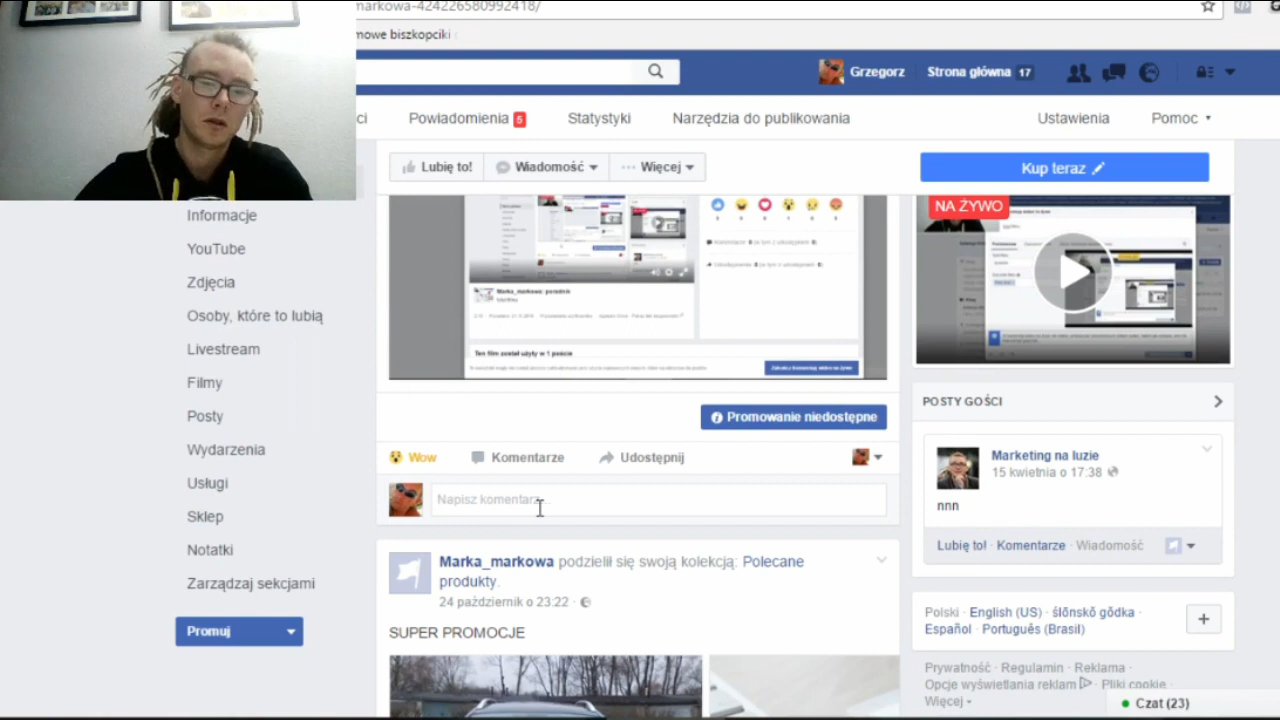 markowa-424226580992418/
mowe biszkopciki
Grzegorz
Strona główna 17
ci
Powiadomienia 5
Statystyki
Narzędzia do publikowania
Ustawienia
Pomoc
Lubię to!
Wiadomość
Więcej
Kup teraz
Informacje
YouTube
Zdjęcia
Osoby, które to lubią
Livestream
Filmy
Posty
Wydarzenia
Usługi
Sklep
Notatki
Zarządzaj sekcjami
Promuj
Marka_markowa: poradnik
Ten film został użyty w 1 poście
Promowanie niedostępne
Wow
Komentarze
Udostępnij
Napisz komentarz...
Marka_markowa podzielił się swoją kolekcją: Polecane
produkty.
24 październik o 23:22 ·
SUPER PROMOCJE
NA ŻYWO
POSTY GOŚCI
Marketing na luzie
15 kwietnia o 17:38
nnn
Lubię to! · Komentarze · Wiadomość
Polski · English (US) · ślōnskŏ gŏdka ·
Español · Português (Brasil)
+
Prywatność · Regulamin · Reklama ·
Opcje wyświetlania reklam · Pliki cookie ·
Więcej
Czat (23)